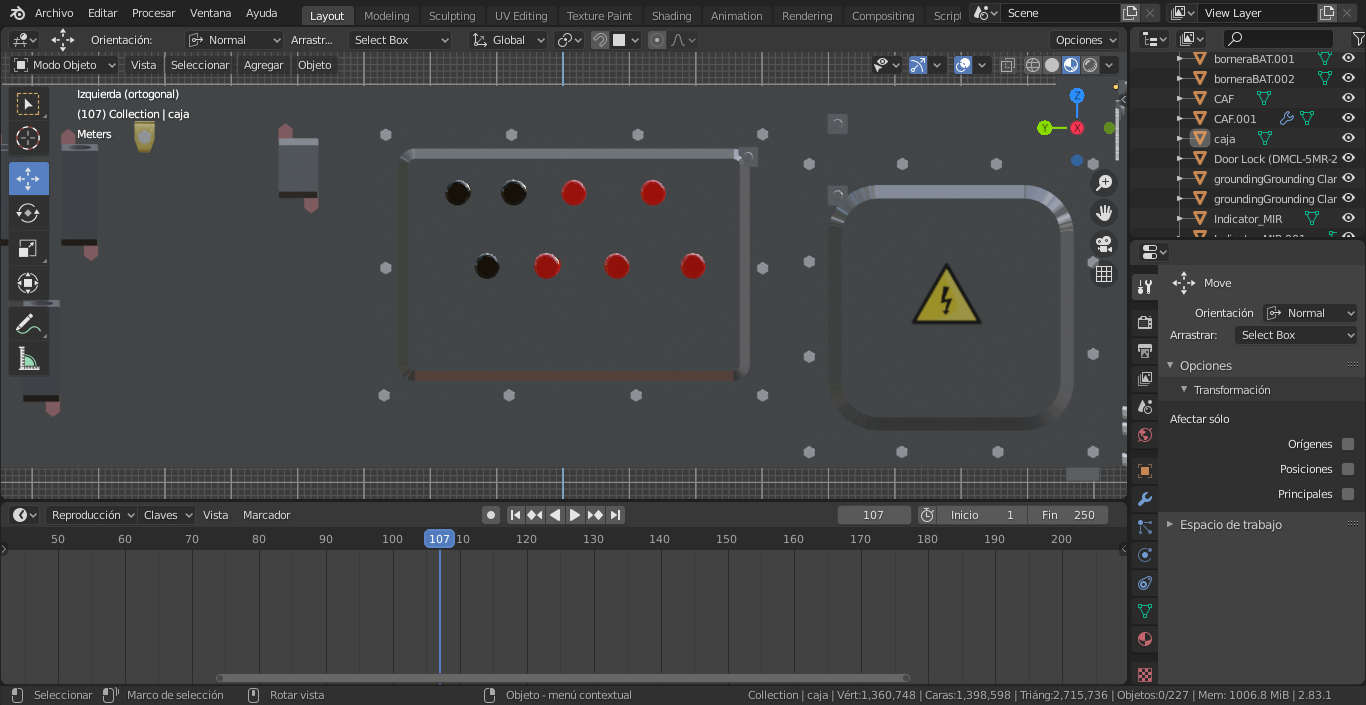 Archivo Editar Procesar Ventana Ayuda Layout Modeling Sculpting UV Editing Texture Paint Shading Animation Rendering Compositing Scripti Scene View Layer
Orientación: Normal Arrastr... Select Box Global Opciones
Modo Objeto Vista Seleccionar Agregar Objeto
Izquierda (ortogonal)
(107) Collection | caja
Meters
Z
Y
X
borneraBAT.001
borneraBAT.002
CAF
CAF.001
caja
Door Lock (DMCL-5MR-2
groundingGrounding Clar
groundingGrounding Clar
Indicator_MIR
Indicator_MIR.001
Move
Orientación Normal
Arrastrar: Select Box
Opciones
Transformación
Afectar sólo
Orígenes
Posiciones
Principales
Espacio de trabajo
Reproducción Claves Vista Marcador 107 Inicio 1 Fin 250
50 60 70 80 90 100 107 10 120 130 140 150 160 170 180 190 200
Seleccionar Marco de selección Rotar vista Objeto - menú contextual Collection | caja | Vért:1,360,748 | Caras:1,398,598 | Triáng:2,715,736 | Objetos:0/227 | Mem: 1006.8 MiB | 2.83.1